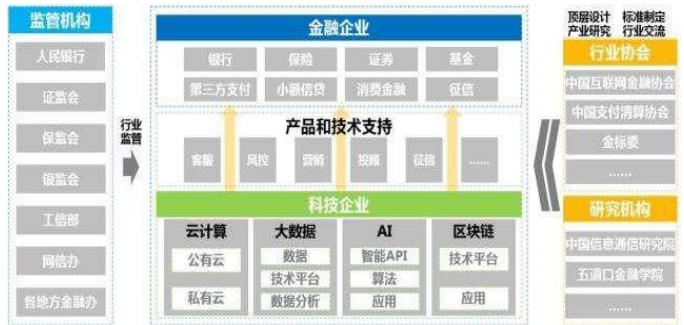 监管机构
人民银行
证监会
保监会
银监会
工信部
网信办
各地方金融办
行业
监管
金融企业
银行 保险 证券 基金
第三方支付 小额信贷 消费金融 征信
产品和技术支持
客服 风控 营销 投顾 征信 ……
科技企业
云计算 大数据 AI 区块链
公有云
私有云
数据
技术平台
数据分析
智能API
算法
应用
技术平台
应用
顶层设计 标准制定
产业研究 行业交流
行业协会
中国互联网金融协会
中国支付清算协会
金标委
……
研究机构
中国信息通信研究院
五道口金融学院
……